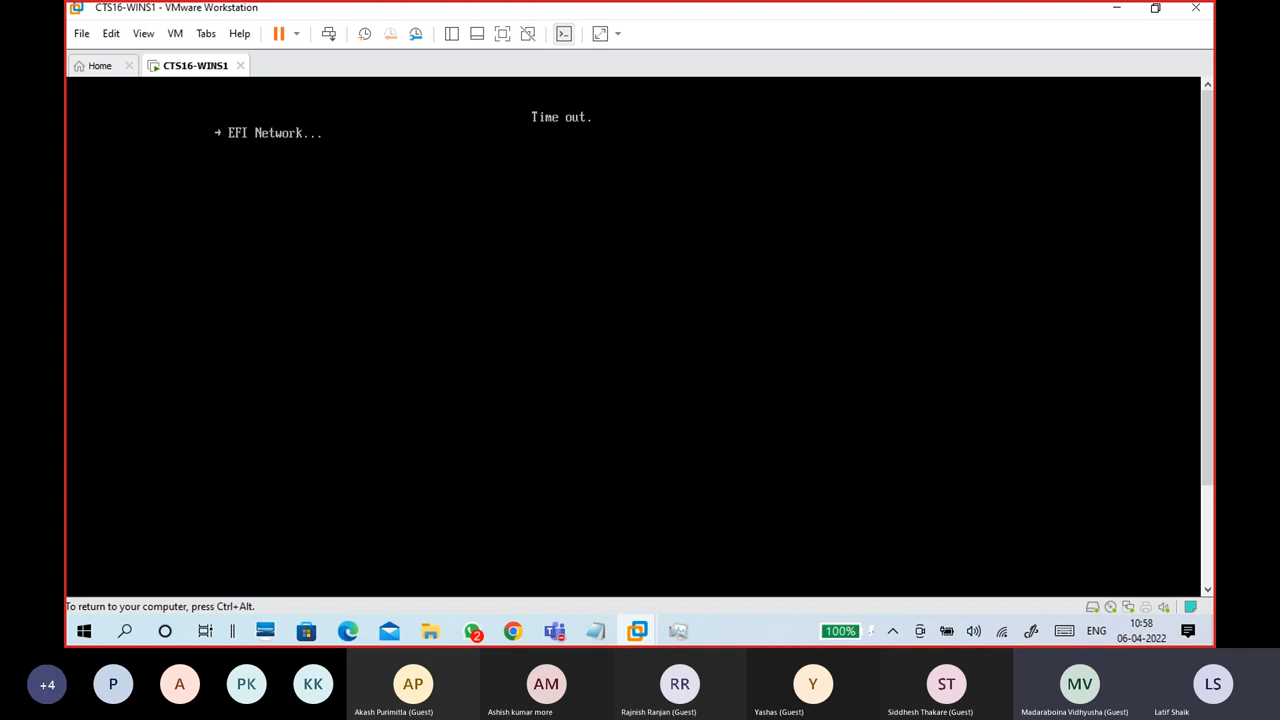 CTS16-WINS1 - VMware Workstation
File Edit View VM Tabs Help
Home CTS16-WINS1
Time out.
→ EFI Network...
To return to your computer, press Ctrl+Alt.
2
100%
ENG
10:58
06-04-2022
+4 P A PK KK AP AM RR Y ST MV LS
Akash Purimitla (Guest) Ashish kumar more Rajnish Ranjan (Guest) Yashas (Guest) Siddhesh Thakare (Guest) Madaraboina Vidhyusha (Guest) Latif Shaik